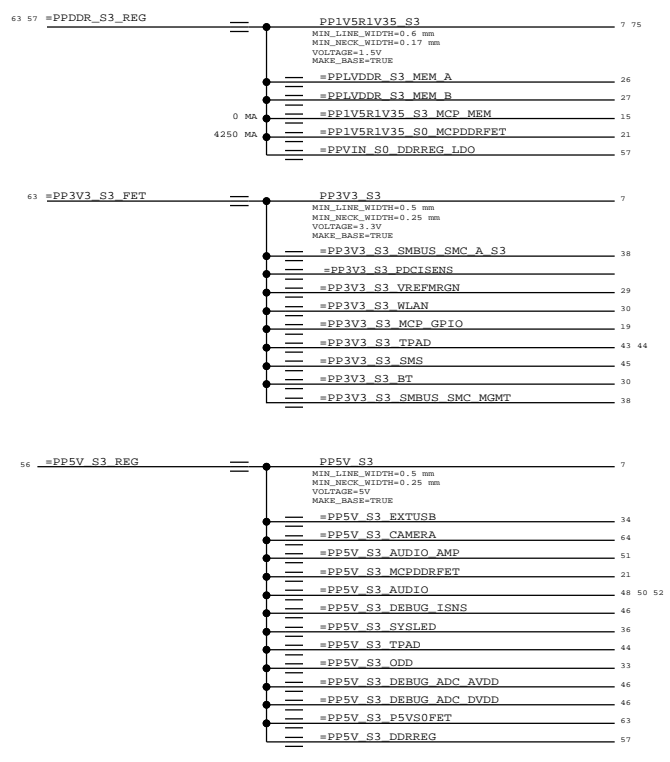 63 57 =PPDDR_S3_REG PP1V5R1V35_S3 7 75
MIN_LINE_WIDTH=0.6 mm
MIN_NECK_WIDTH=0.17 mm
VOLTAGE=1.5V
MAKE_BASE=TRUE
=PPLVDDR_S3_MEM_A 26
=PPLVDDR_S3_MEM_B 27
0 MA =PP1V5R1V35_S3_MCP_MEM 15
4250 MA =PP1V5R1V35_S0_MCPDDRFET 21
=PPVIN_S0_DDRREG_LDO 57
63 =PP3V3_S3_FET PP3V3_S3 7
MIN_LINE_WIDTH=0.5 mm
MIN_NECK_WIDTH=0.25 mm
VOLTAGE=3.3V
MAKE_BASE=TRUE
=PP3V3_S3_SMBUS_SMC_A_S3 38
=PP3V3_S3_PDCISENS
=PP3V3_S3_VREFMRGN 29
=PP3V3_S3_WLAN 30
=PP3V3_S3_MCP_GPIO 19
=PP3V3_S3_TPAD 43 44
=PP3V3_S3_SMS 45
=PP3V3_S3_BT 30
=PP3V3_S3_SMBUS_SMC_MGMT 38
56 =PP5V_S3_REG PP5V_S3 7
MIN_LINE_WIDTH=0.5 mm
MIN_NECK_WIDTH=0.25 mm
VOLTAGE=5V
MAKE_BASE=TRUE
=PP5V_S3_EXTUSB 34
=PP5V_S3_CAMERA 64
=PP5V_S3_AUDIO_AMP 51
=PP5V_S3_MCPDDRFET 21
=PP5V_S3_AUDIO 48 50 52
=PP5V_S3_DEBUG_ISNS 46
=PP5V_S3_SYSLED 36
=PP5V_S3_TPAD 44
=PP5V_S3_ODD 33
=PP5V_S3_DEBUG_ADC_AVDD 46
=PP5V_S3_DEBUG_ADC_DVDD 46
=PP5V_S3_P5VS0FET 63
=PP5V_S3_DDRREG 57